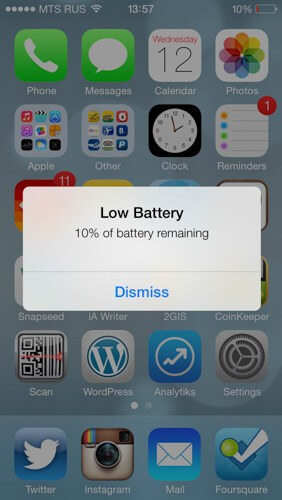 MTS RUS 13:57 10%
Phone Messages Wednesday 12 Calendar Photos
1
Apple Other Clock Reminders
11
Low Battery
10% of battery remaining
Dismiss
Snapseed iA Writer 2GIS CoinKeeper
Scan WordPress Analytiks Settings
Twitter Instagram Mail Foursquare